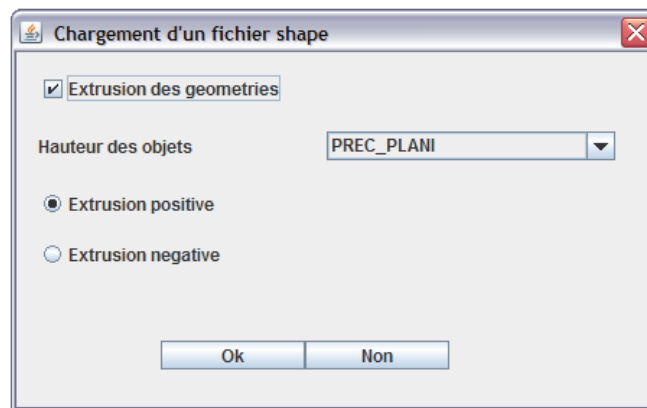 Chargement d'un fichier shape
Extrusion des geometries
Hauteur des objets PREC_PLANI
Extrusion positive
Extrusion negative
Ok Non